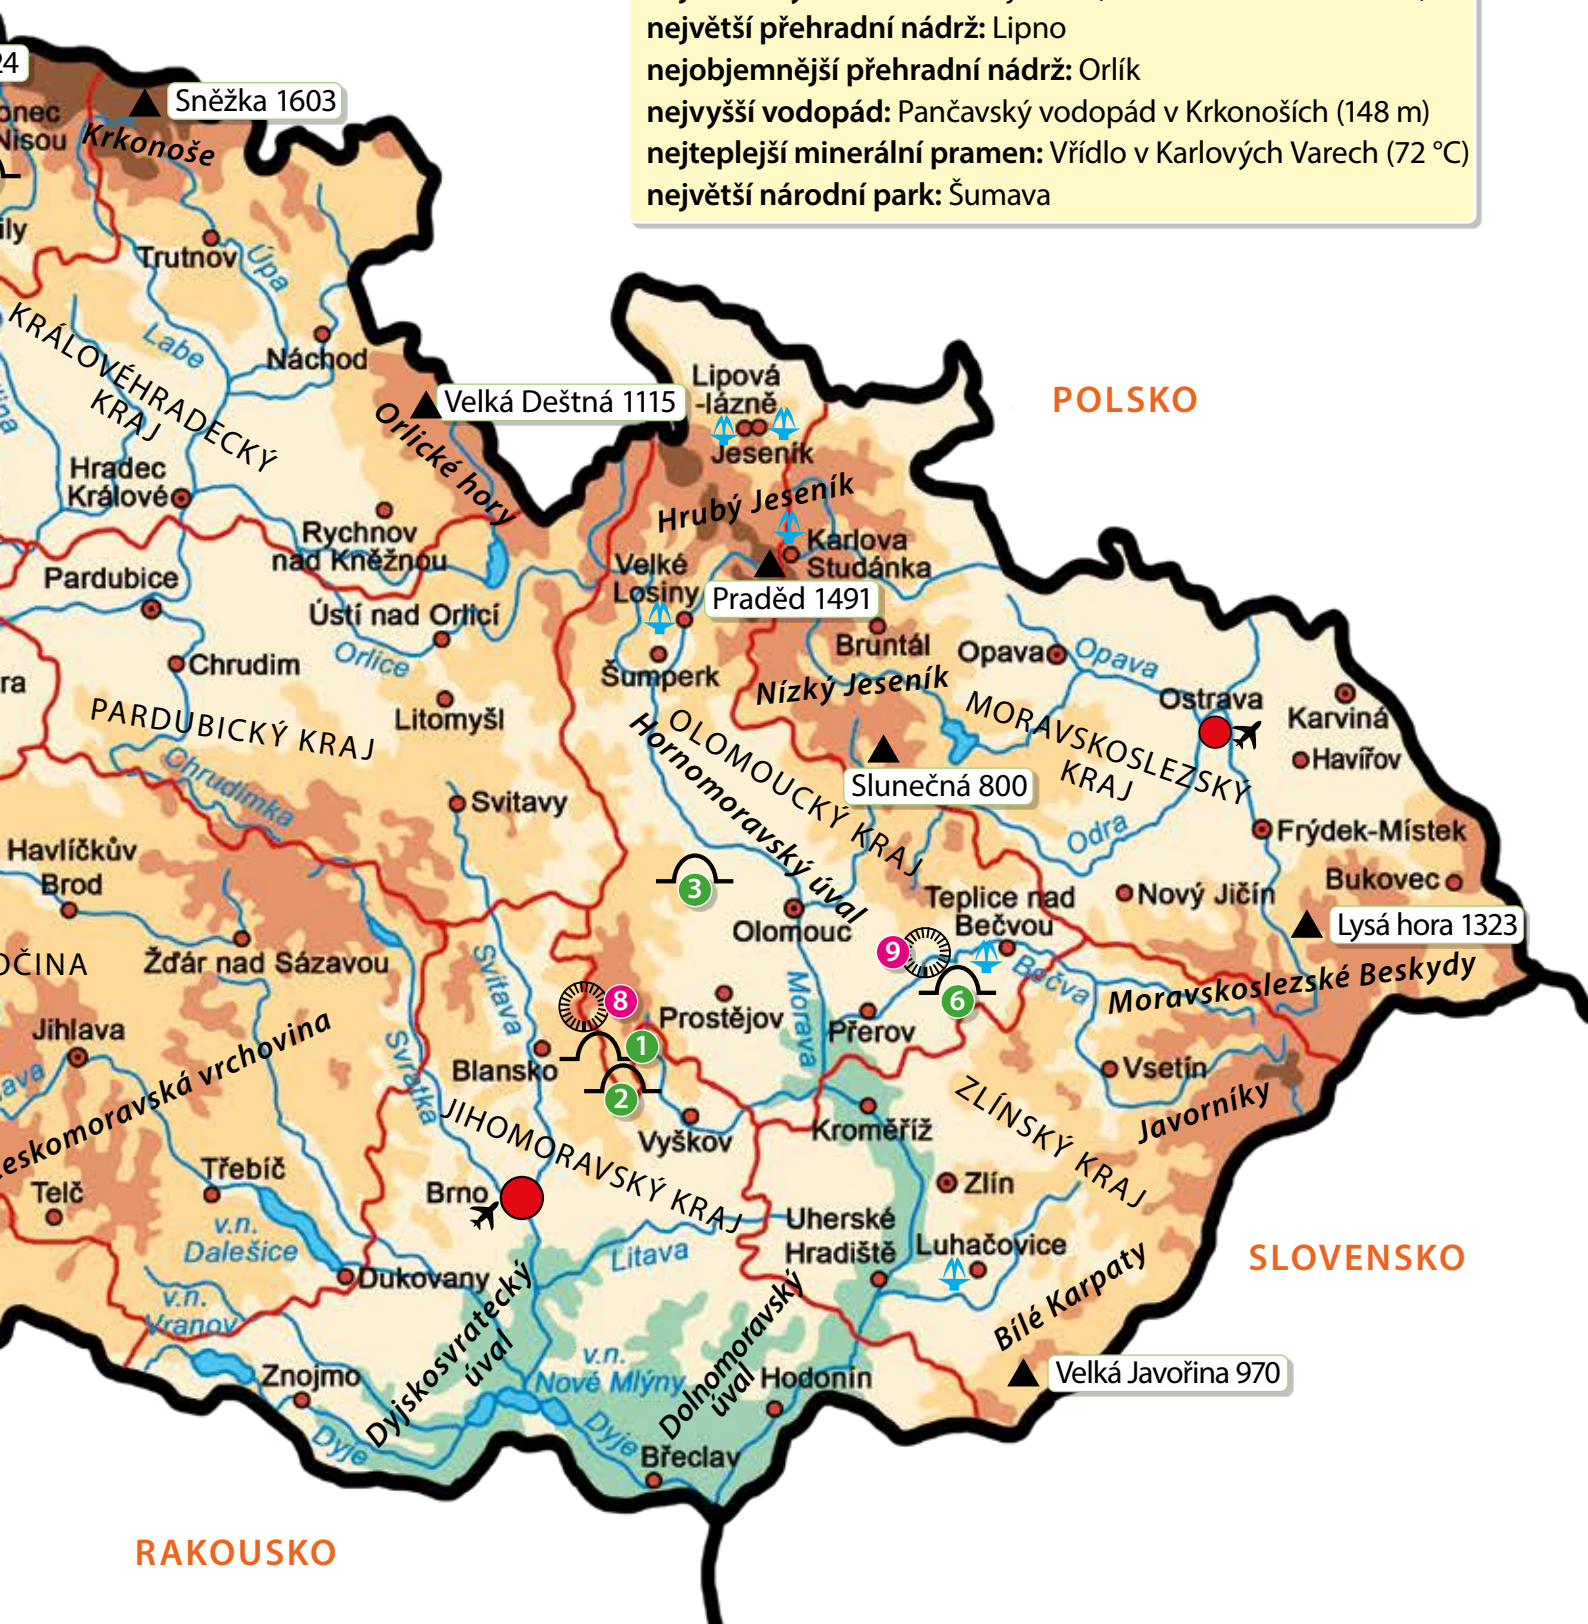 největší přehradní nádrž: Lipno
nejobjemnější přehradní nádrž: Orlík
nejvyšší vodopád: Pančavský vodopád v Krkonoších (148 m)
nejteplejší minerální pramen: Vřídlo v Karlových Varech (72 °C)
největší národní park: Šumava
24
Sněžka 1603
onec
Nisou
Krkonoše
ily
Trutnov
Úpa
KRÁLOVÉHRADECKÝ
KRAJ
Labe
Náchod
Velká Deštná 1115
Orlické hory
Lipová
-lázně
Jeseník
POLSKO
Hradec
Králové
Hrubý Jeseník
Rychnov
nad Kněžnou
Karlova
Studánka
Velké
Losiny
Praděd 1491
Pardubice
Ústí nad Orlicí
Bruntál
Opava
Opava
Orlice
Chrudim
Šumperk
Nízký Jeseník
ra
Litomyšl
Ostrava
Karviná
PARDUBICKÝ KRAJ
MORAVSKOSLEZSKÝ
KRAJ
Havířov
OLOMOUCKÝ KRAJ
Hornomoravský úval
Slunečná 800
Chrudimka
Svitavy
Odra
Frýdek-Místek
Havlíčkův
Brod
3
Teplice nad
Bečvou
Nový Jičín
Bukovec
Lysá hora 1323
Olomouc
OČINA
Žďár nad Sázavou
Svitava
9
Bečva
Moravskoslezské Beskydy
6
8
Prostějov
Morava
Přerov
Jihlava
ava
Svratka
1
Blansko
2
Vsetín
Českomoravská vrchovina
JIHOMORAVSKÝ KRAJ
Vyškov
Kroměříž
ZLÍNSKÝ KRAJ
Javorníky
Třebíč
Telč
Brno
Zlín
v.n.
Dalešice
Uherské
Hradiště
Luhačovice
Litava
SLOVENSKO
Dukovany
v.n.
Vranov
Bílé Karpaty
Dyjskosvratecký
úval
v.n.
Nové Mlýny
Dolnomoravský
úval
Znojmo
Hodonín
Velká Javořina 970
Dyje
Dyje
Břeclav
RAKOUSKO